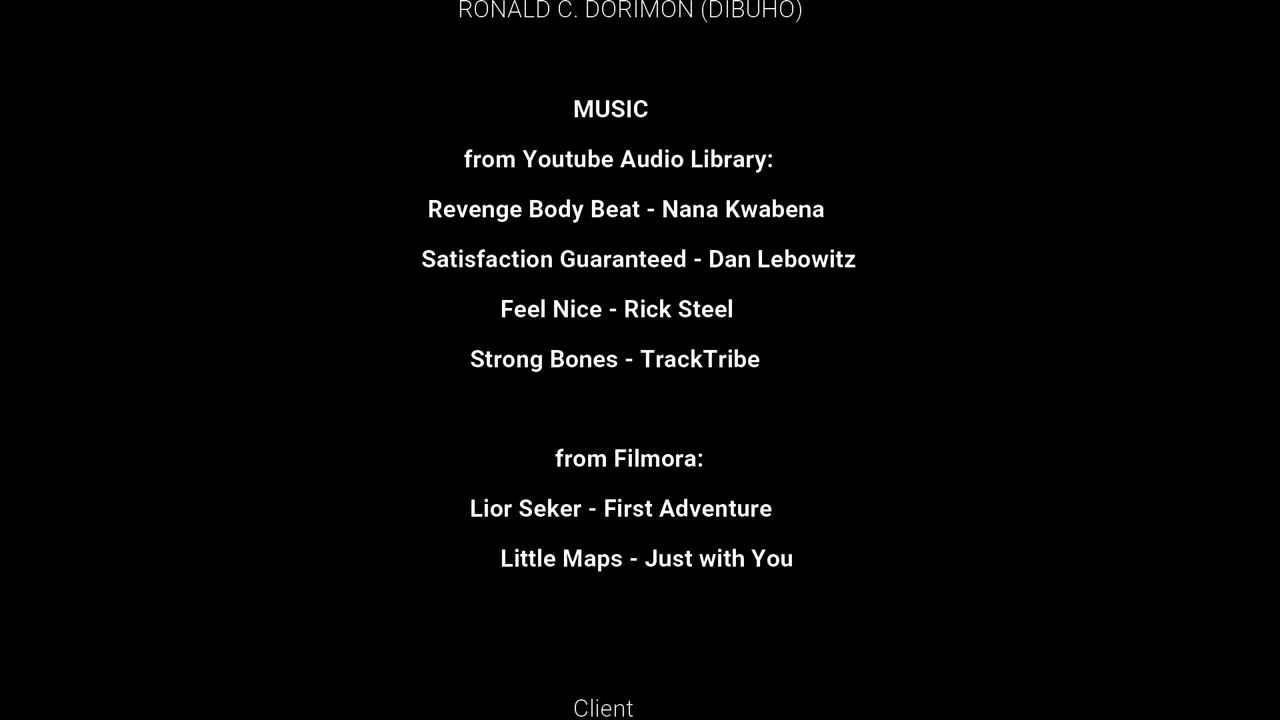 RONALD C. DORIMON (DIBUHO)
MUSIC
from Youtube Audio Library:
Revenge Body Beat - Nana Kwabena
Satisfaction Guaranteed - Dan Lebowitz
Feel Nice - Rick Steel
Strong Bones - TrackTribe
from Filmora:
Lior Seker - First Adventure
Little Maps - Just with You
Client